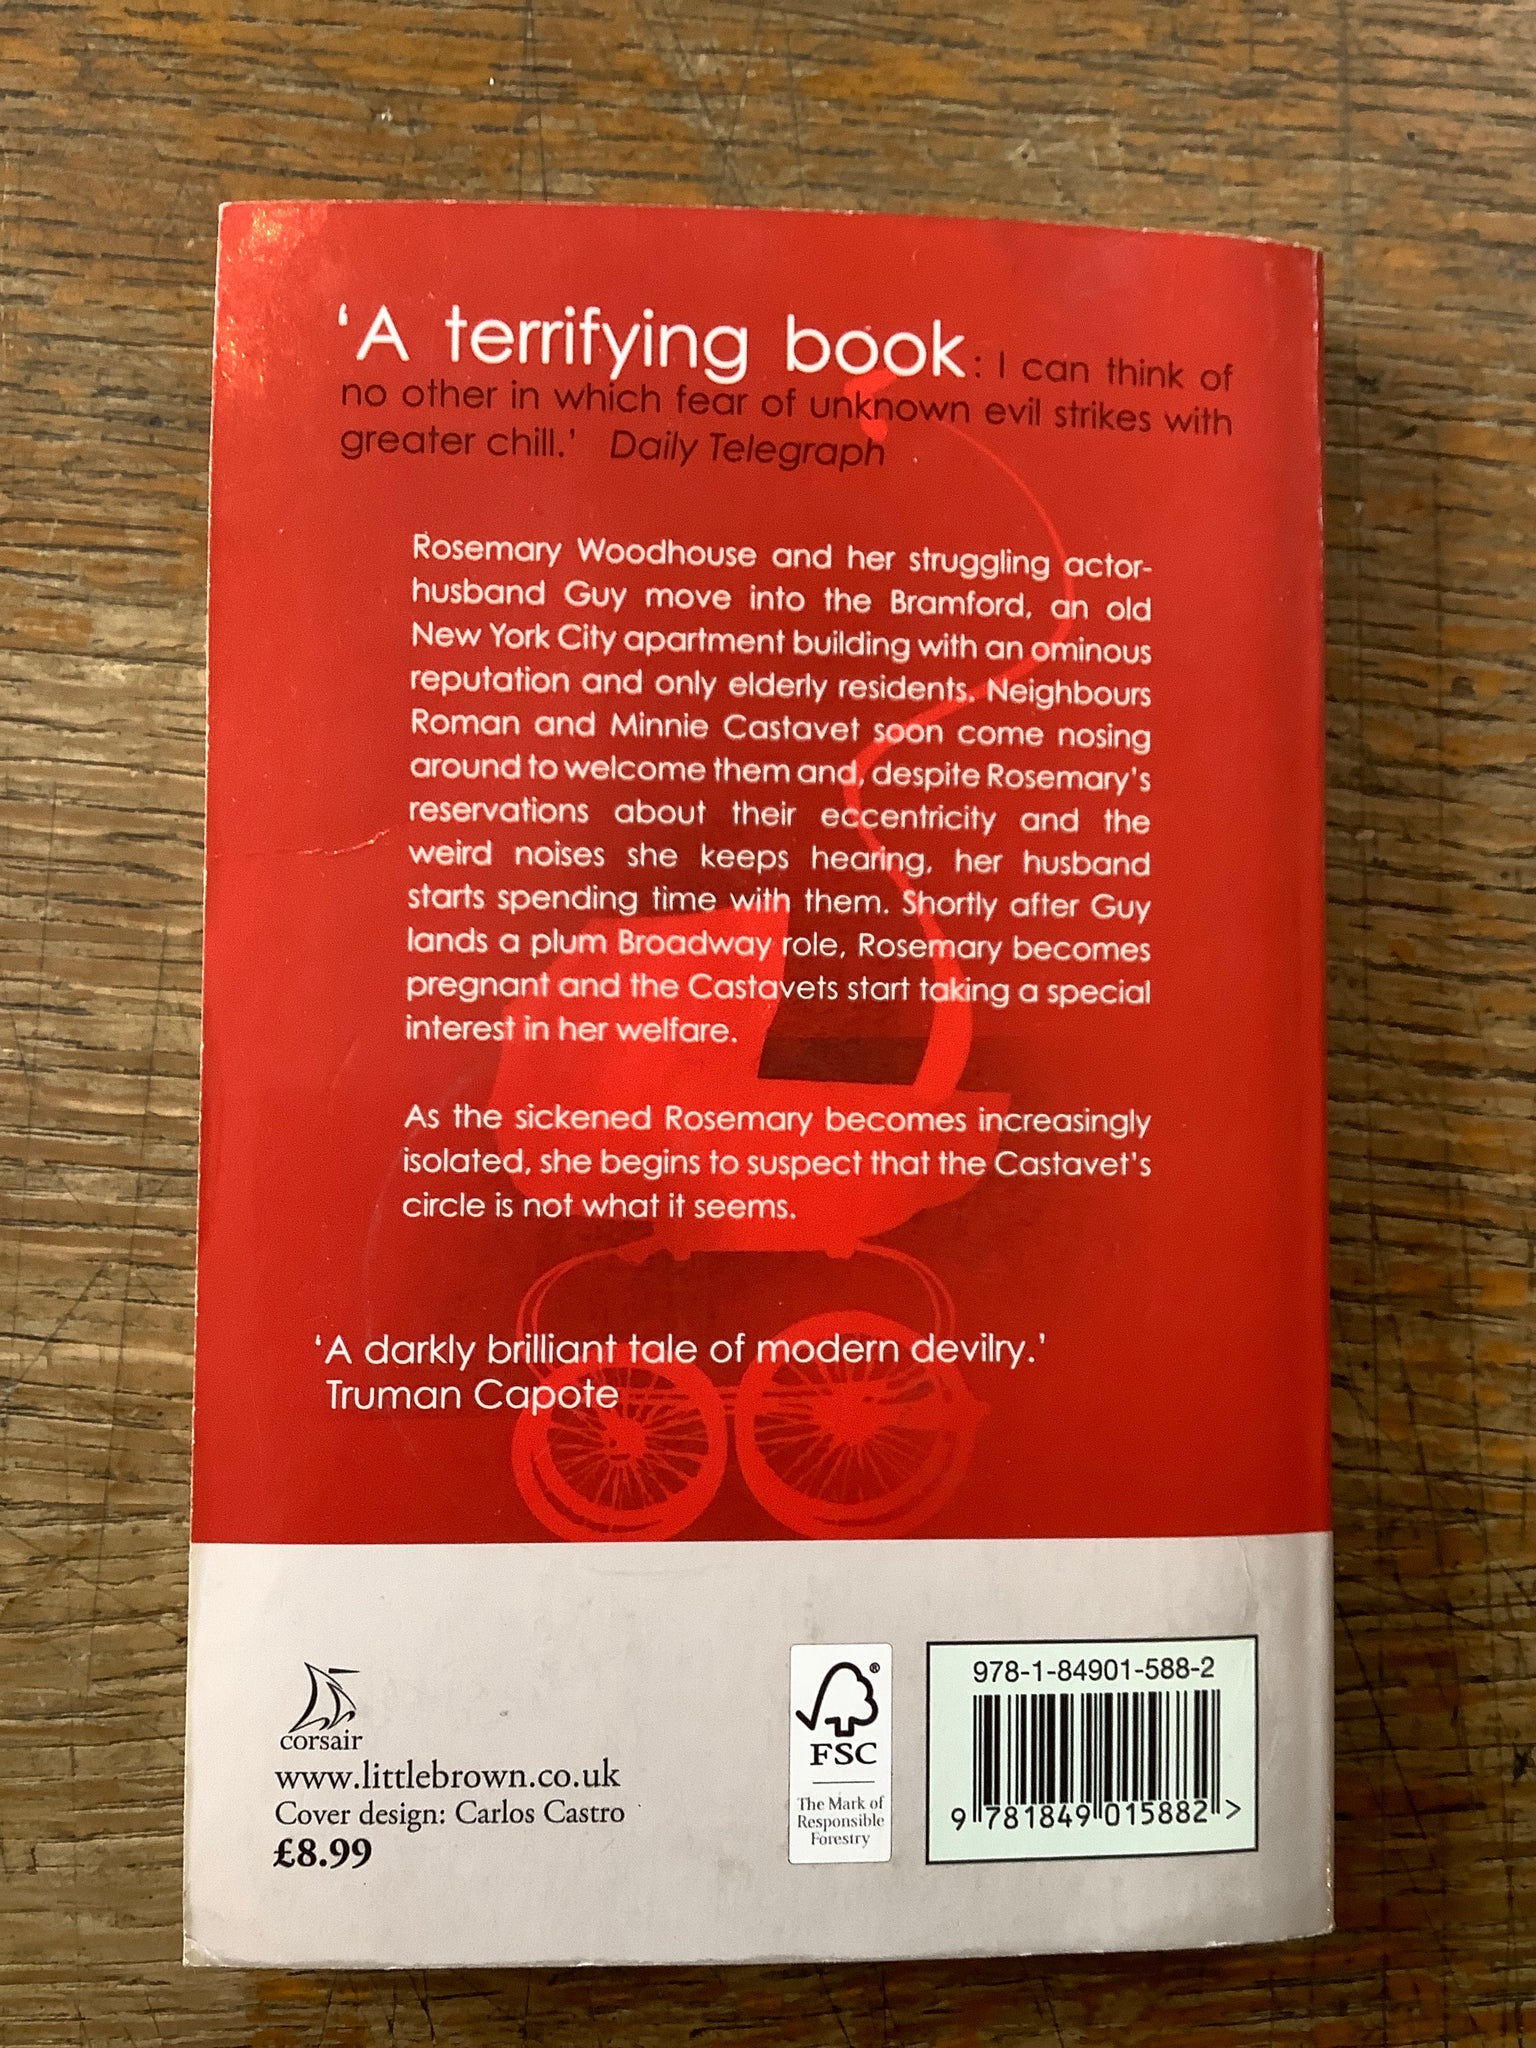 ‘A terrifying book: I can think of
no other in which fear of unknown evil strikes with
greater chill.’ Daily Telegraph
Rosemary Woodhouse and her struggling actor-
husband Guy move into the Bramford, an old
New York City apartment building with an ominous
reputation and only elderly residents. Neighbours
Roman and Minnie Castavet soon come nosing
around to welcome them and, despite Rosemary’s
reservations about their eccentricity and the
weird noises she keeps hearing, her husband
starts spending time with them. Shortly after Guy
lands a plum Broadway role, Rosemary becomes
pregnant and the Castavets start taking a special
interest in her welfare.
As the sickened Rosemary becomes increasingly
isolated, she begins to suspect that the Castavet’s
circle is not what it seems.
‘A darkly brilliant tale of modern devilry.’
Truman Capote
corsair
www.littlebrown.co.uk
Cover design: Carlos Castro
£8.99
®
FSC
The Mark of
Responsible
Forestry
978-1-84901-588-2
9 781849 015882 >